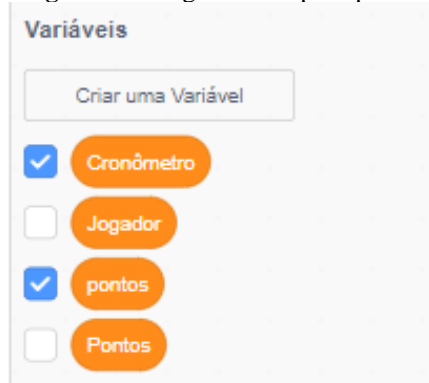 Variáveis
Criar uma Variável
Cronômetro
Jogador
pontos
Pontos